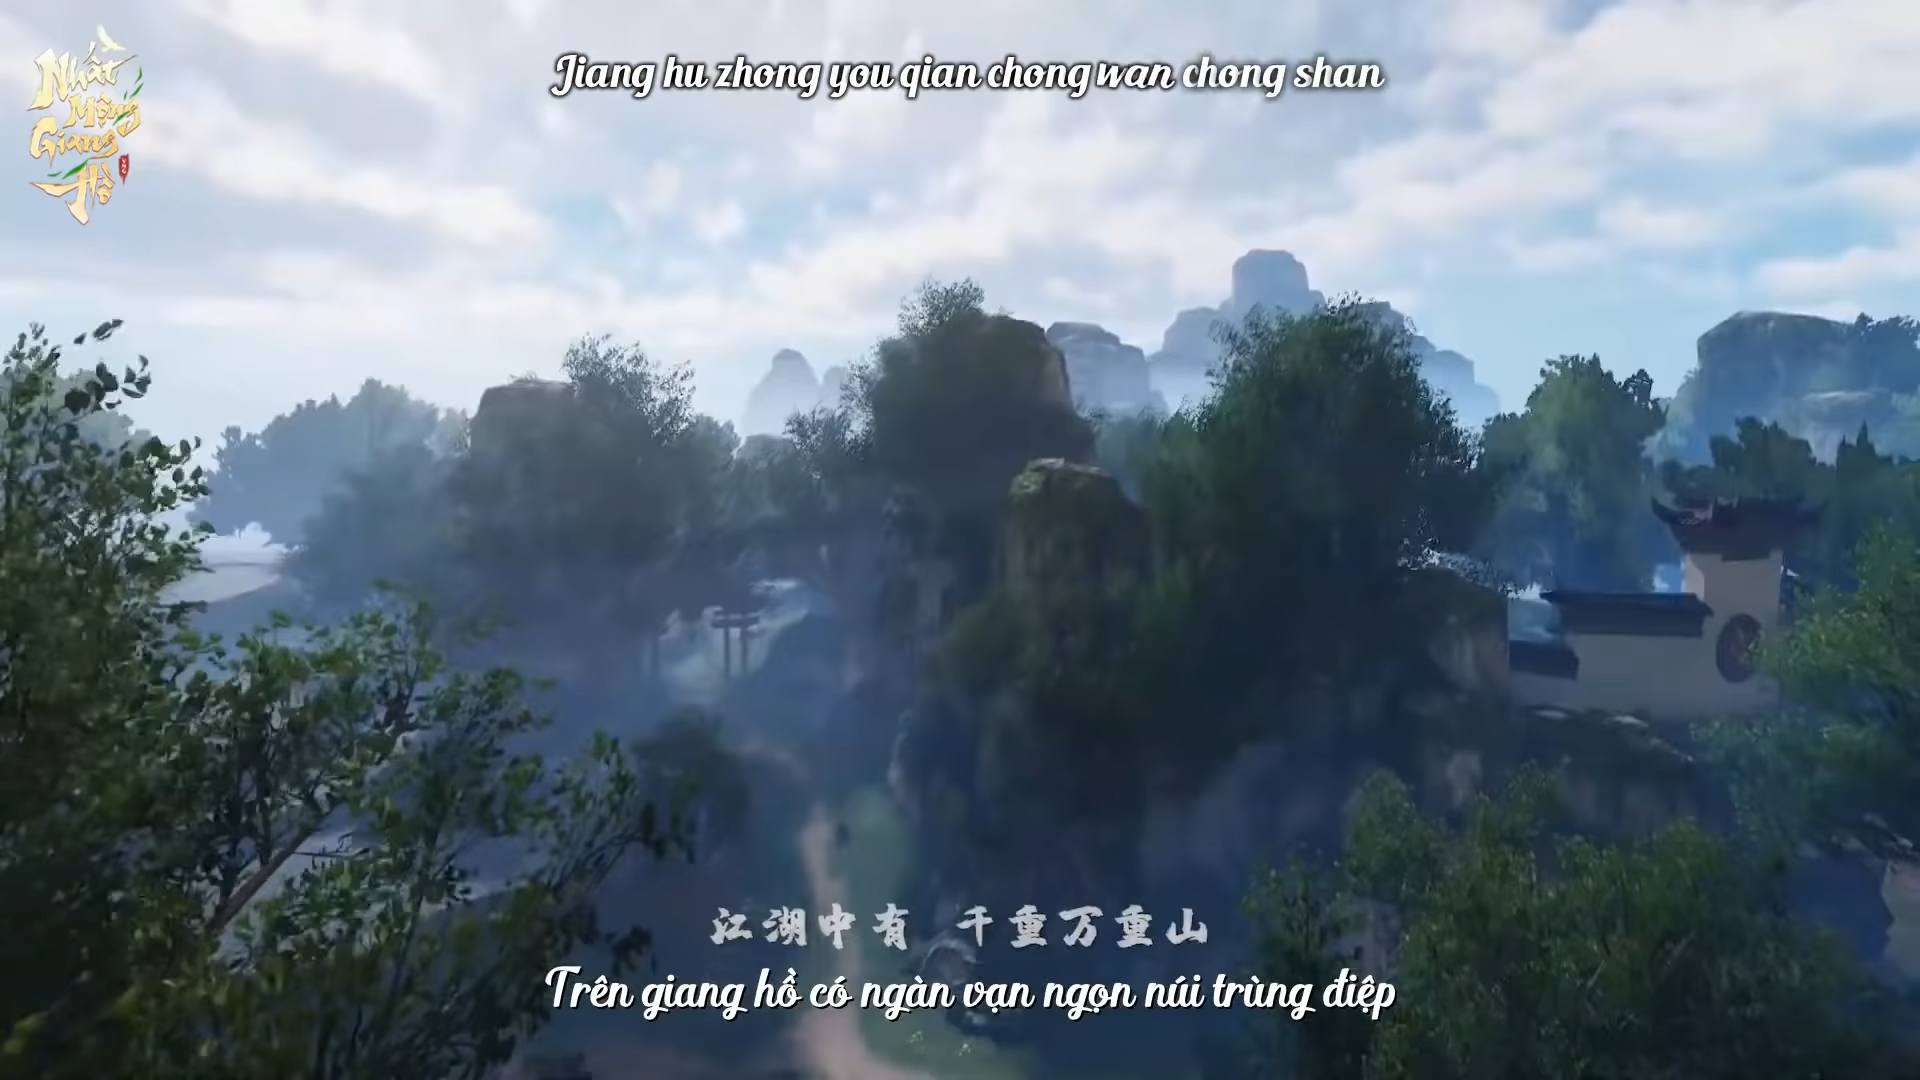 Nhất
Mộng
Giang
Hồ
Jiang hu zhong you qian chong wan chong shan
江湖中有 千重万重山
Trên giang hồ có ngàn vạn ngọn núi trùng điệp